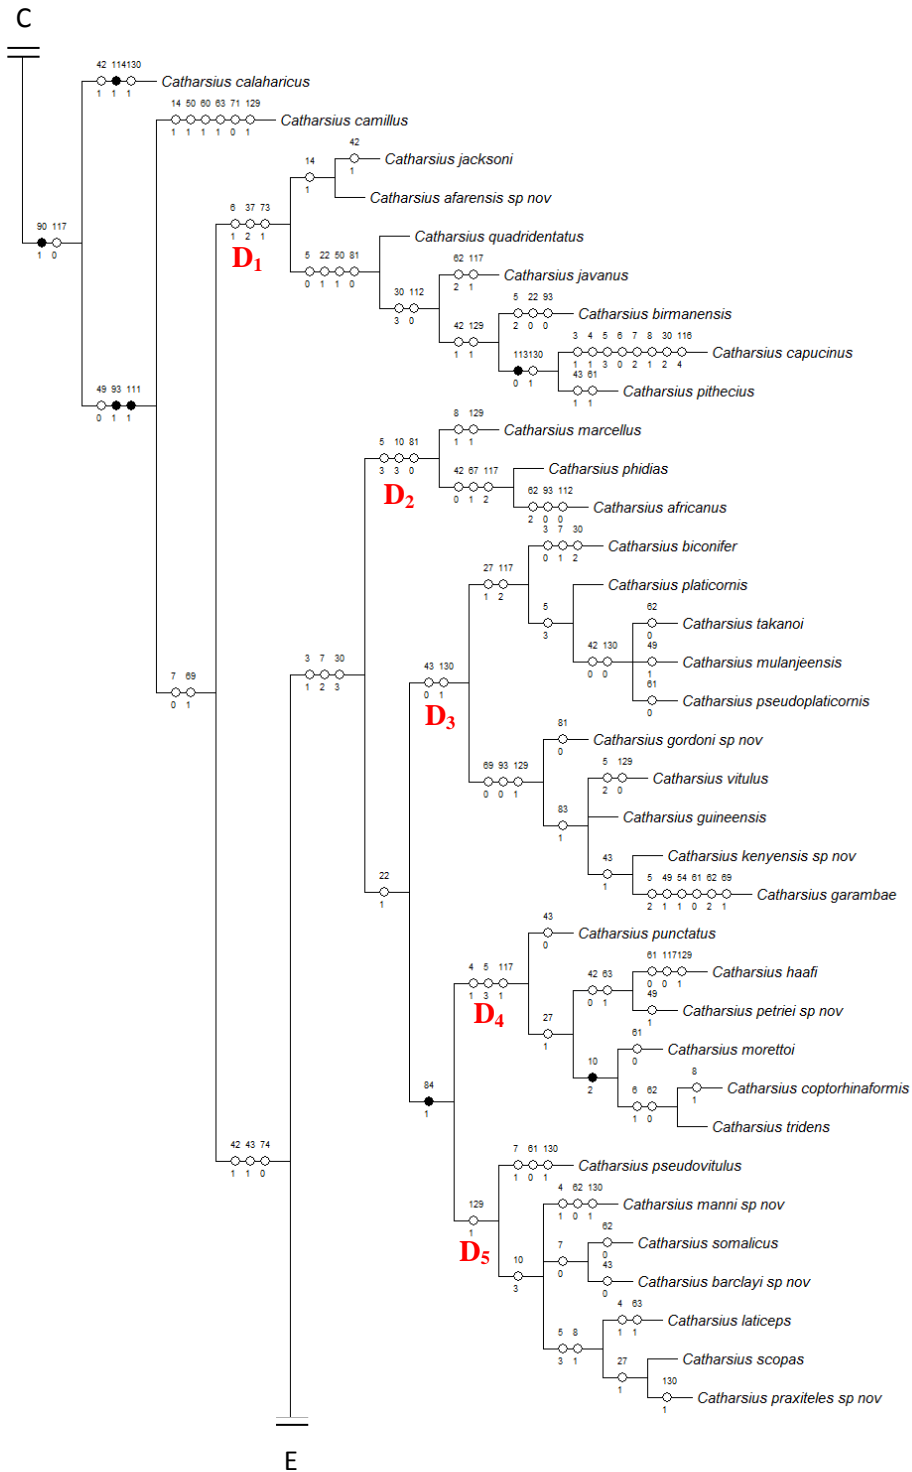 C
42 114130
1 1 1
Catharsius calaharicus
14 50 60 63 71 129
1 1 1 1 0 1
Catharsius camillus
42
1
Catharsius jacksoni
14
1
Catharsius afarensis sp nov
6 37 73
1 2 1
D1
90 117
1 0
Catharsius quadridentatus
5 22 50 81
0 1 1 0
62 117
2 1
Catharsius javanus
30 112
3 0
5 22 93
2 0 0
Catharsius birmanensis
42 129
1 1
3 4 5 6 7 8 30 116
1 1 3 0 2 1 2 4
Catharsius capucinus
113130
0 1
43 61
1 1
Catharsius pithecius
49 93 111
0 1 1
8 129
1 1
Catharsius marcellus
5 10 81
3 3 0
D2
Catharsius phidias
42 67 117
0 1 2
62 93 112
2 0 0
Catharsius africanus
3 7 30
0 1 2
Catharsius biconifer
27 117
1 2
Catharsius platicornis
5
3
62
0
Catharsius takanoi
42 130
0 0
49
1
Catharsius mulanjeensis
61
0
Catharsius pseudoplaticornis
3 7 30
1 2 3
43 130
0 1
D3
7 69
0 1
81
0
Catharsius gordoni sp nov
69 93 129
0 0 1
5 129
2 0
Catharsius vitulus
83
1
Catharsius guineensis
43
1
Catharsius kenyensis sp nov
22
1
5 49 54 61 62 69
2 1 1 0 2 1
Catharsius garambae
43
0
Catharsius punctatus
4 5 117
1 3 1
D4
61 117129
0 0 1
Catharsius haafi
42 63
0 1
49
1
Catharsius petriei sp nov
27
1
61
0
Catharsius morettoi
10
2
8
1
Catharsius coptorhinaformis
6 62
1 0
Catharsius tridens
84
1
42 43 74
1 1 0
7 61 130
1 0 1
Catharsius pseudovitulus
4 62 130
1 0 1
Catharsius manni sp nov
129
1
D5
62
0
Catharsius somalicus
7
0
43
0
Catharsius barclayi sp nov
10
3
4 63
1 1
Catharsius laticeps
5 8
3 1
Catharsius scopas
27
1
130
1
Catharsius praxiteles sp nov
E